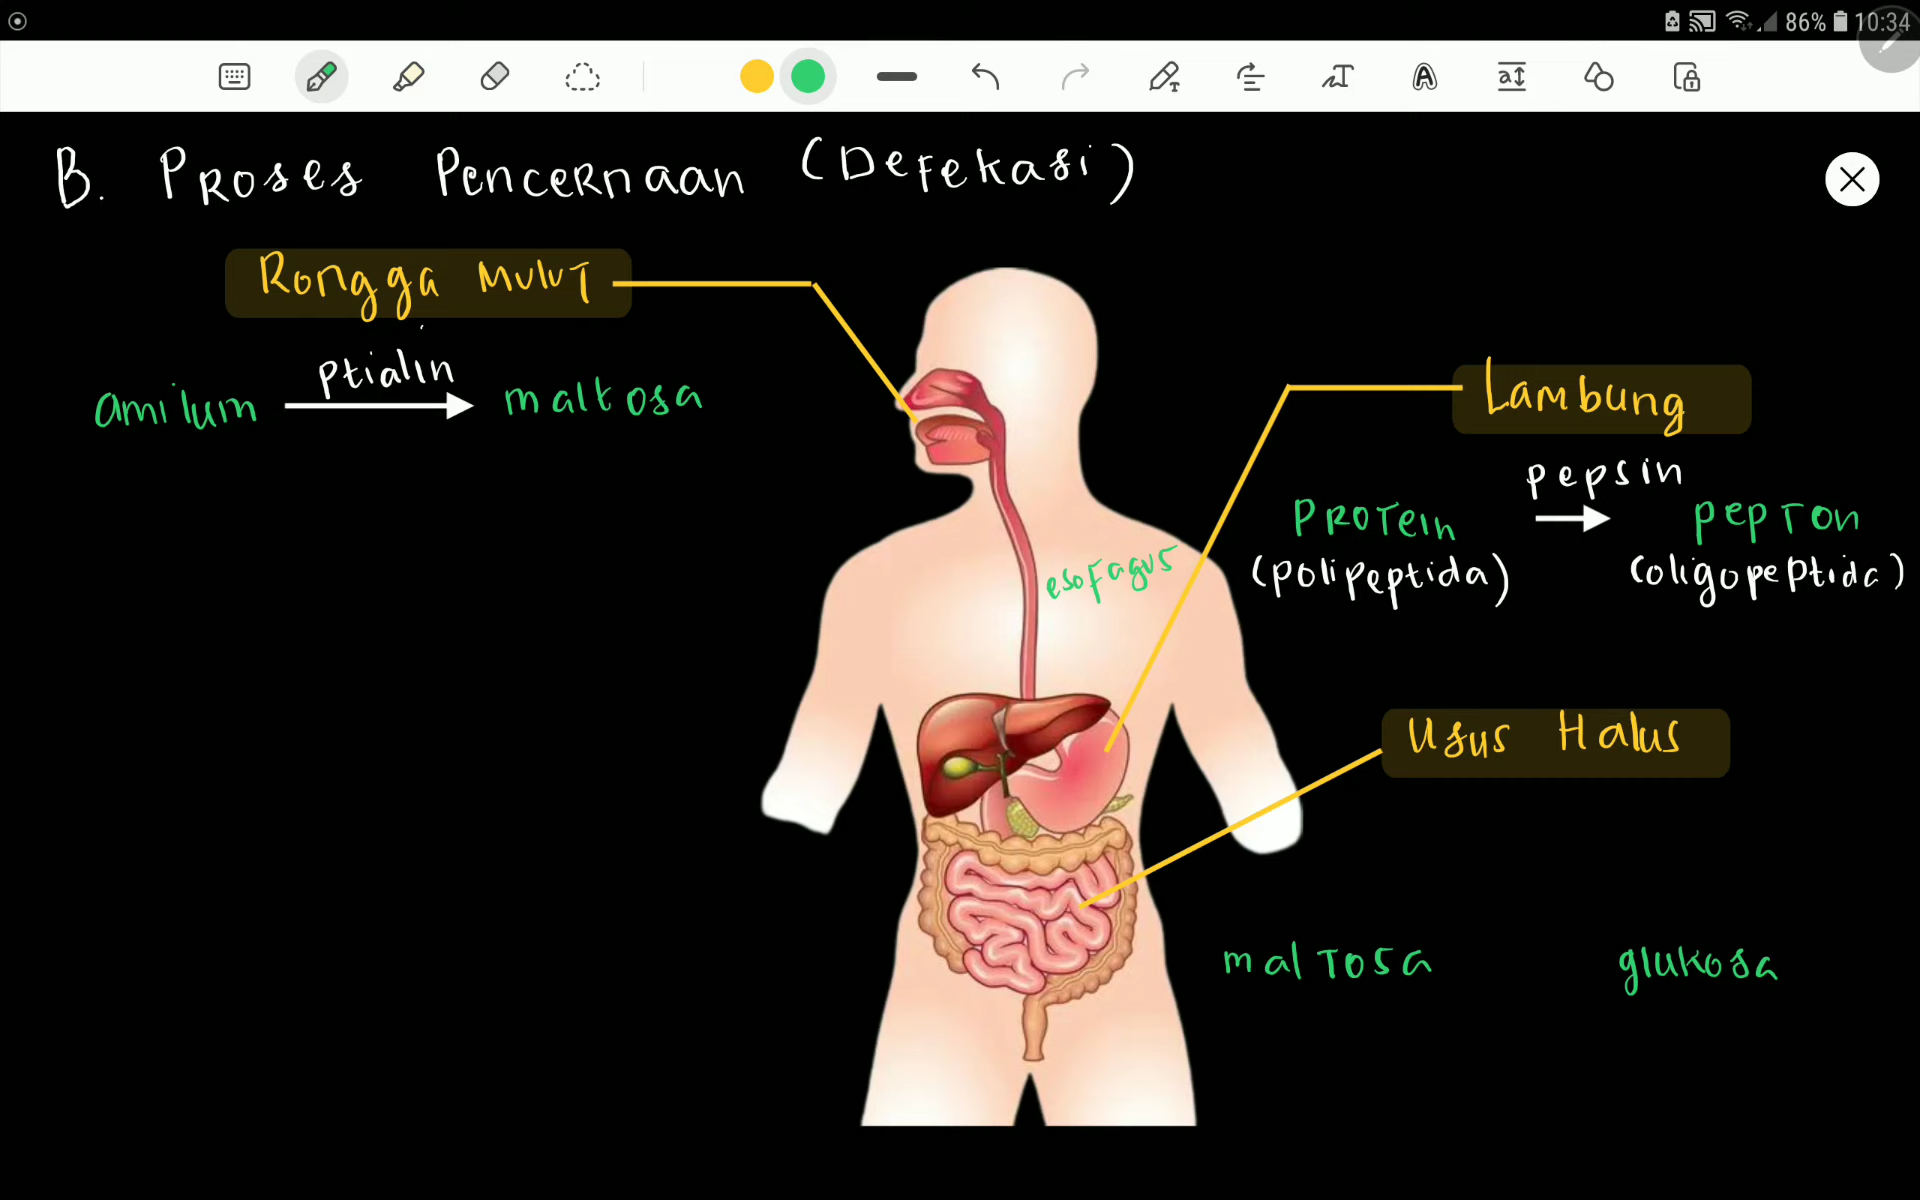 86% 10:34
B. Proses Pencernaan (Defekasi)
Rongga Mulut
ptialin
amilum maltosa
Lambung
pepsin
Protein pepton
(polipeptida) (oligopeptida)
esofagus
Usus Halus
maltosa glukosa